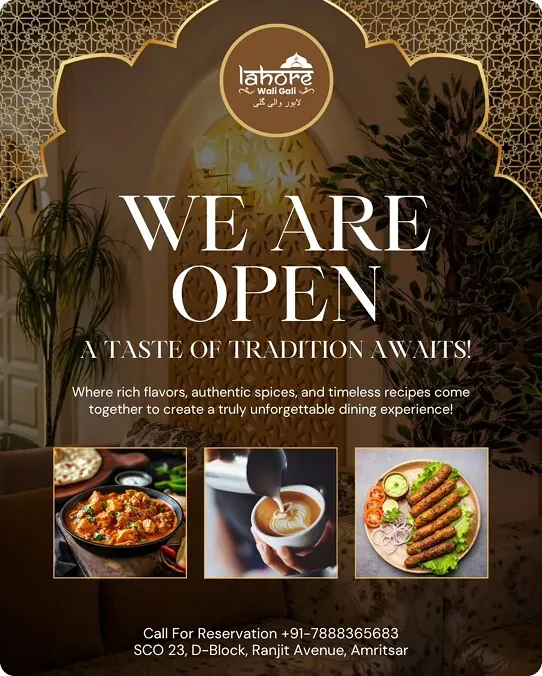 lahore
Wali Gali
لاہور والی گلی
WE ARE
OPEN
A TASTE OF TRADITION AWAITS!
Where rich flavors, authentic spices, and timeless recipes come
together to create a truly unforgettable dining experience!
Call For Reservation +91-7888365683
SCO 23, D-Block, Ranjit Avenue, Amritsar